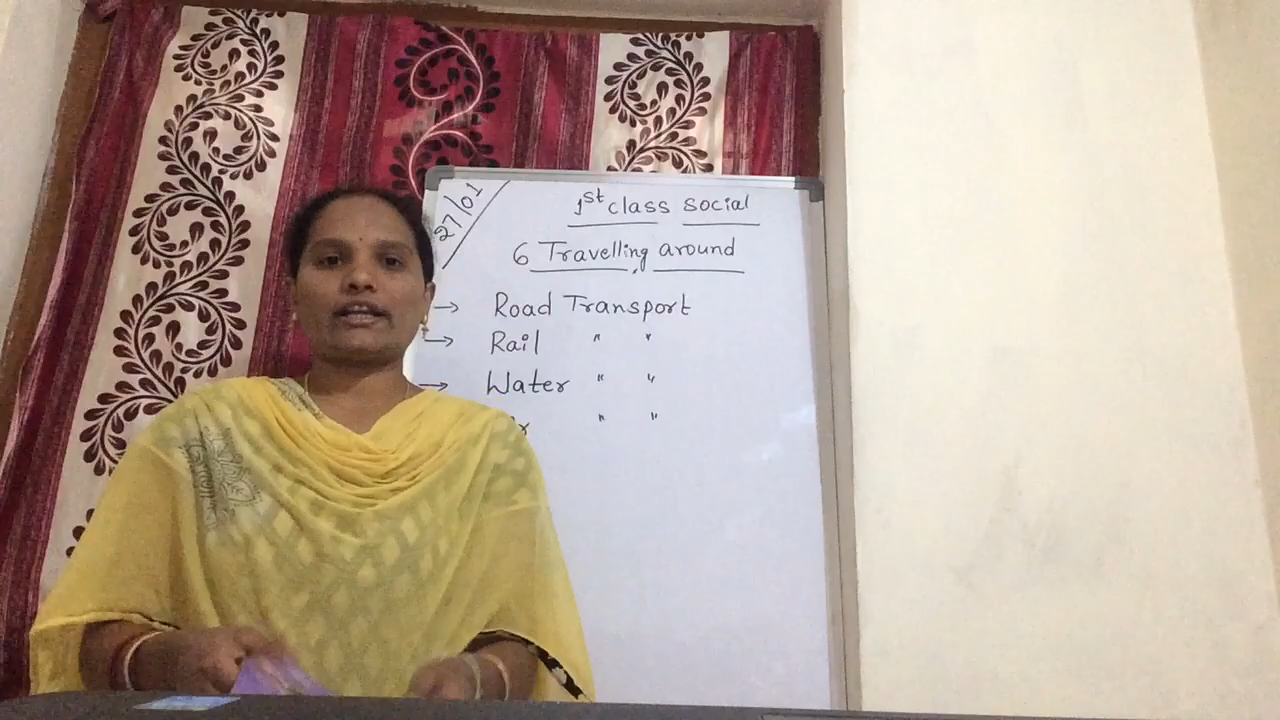 27/01
1st class social
6 Travelling around
→ Road Transport
→ Rail " "
→ Water " "
" "